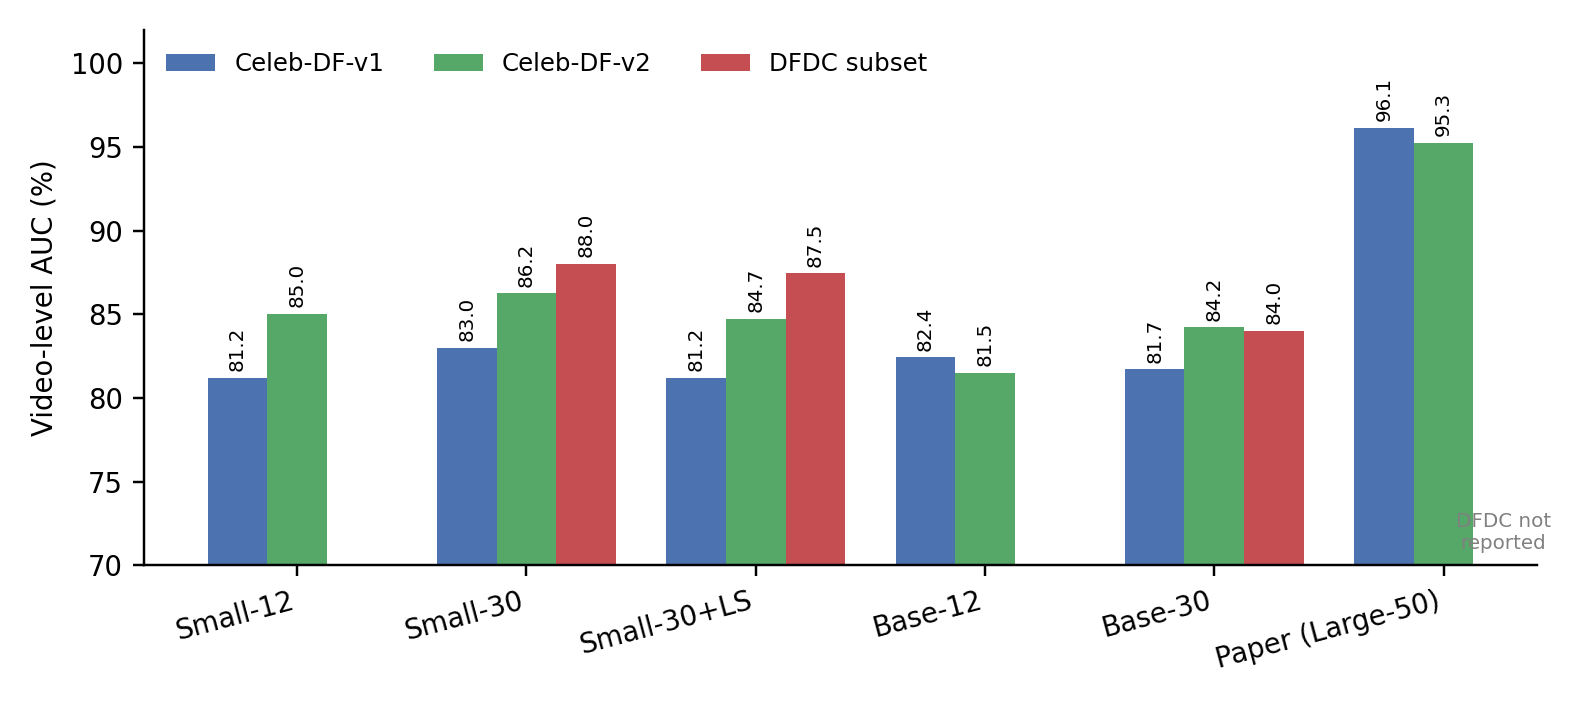 Celeb-DF-v1 Celeb-DF-v2 DFDC subset
Video-level AUC (%)
100
95
90
85
80
75
70
81.2 85.0
83.0 86.2 88.0
81.2 84.7 87.5
82.4 81.5
81.7 84.2 84.0
96.1 95.3
DFDC not
reported
Small-12
Small-30
Small-30+LS
Base-12
Base-30
Paper (Large-50)